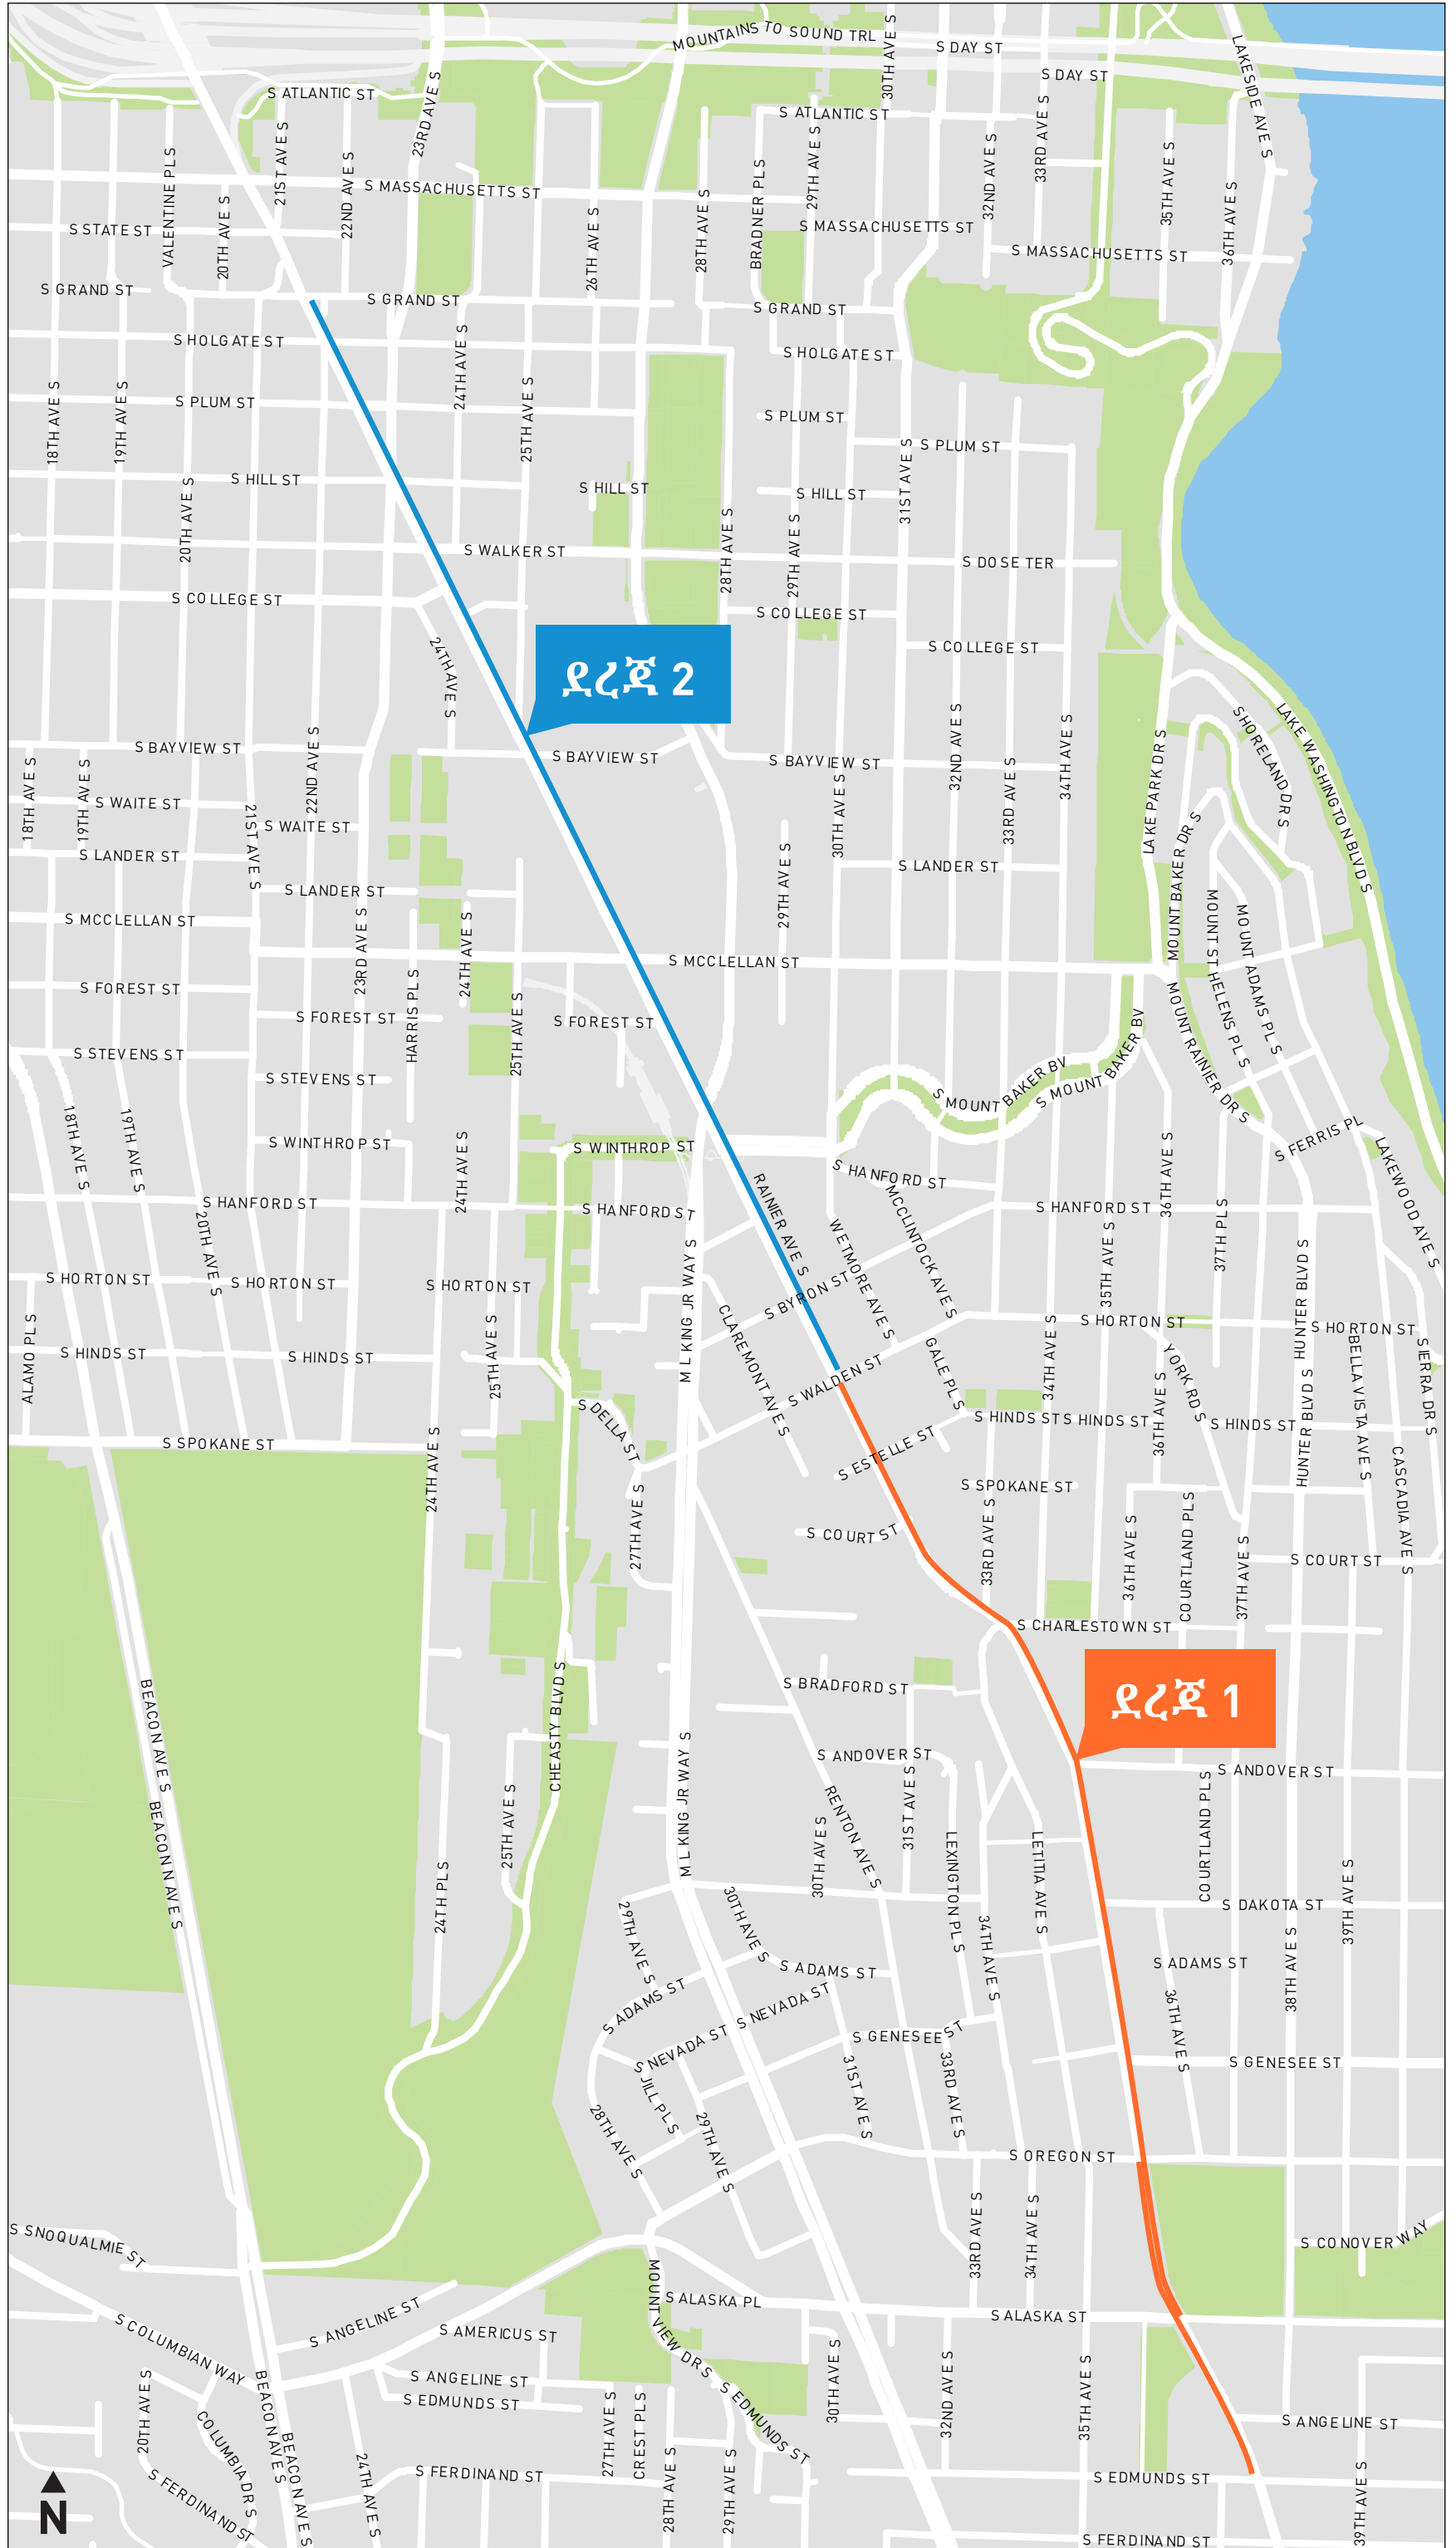 MOUNTAINS TO SOUND TRL
30TH AVE S
S DAY ST
S DAY ST
LAKESIDE AVE S
S ATLANTIC ST
23RD AVE S
S ATLANTIC ST
33RD AVE S
21ST AVE S
22ND AVE S
VALENTINE PL S
20TH AVE S
S MASSACHUSETTS ST
26TH AVE S
28TH AVE S
BRADNER PL S
29TH AVE S
32ND AVE S
35TH AVE S
36TH AVE S
S STATE ST
S MASSACHUSETTS ST
S MASSACHUSETTS ST
S GRAND ST
S GRAND ST
S GRAND ST
S HOLGATE ST
24TH AVE S
S HOLGATE ST
18TH AVE S
19TH AVE S
S PLUM ST
25TH AVE S
S PLUM ST
31ST AVE S
S PLUM ST
20TH AVE S
S HILL ST
S HILL ST
S HILL ST
28TH AVE S
29TH AVE S
S WALKER ST
S DOSE TER
S COLLEGE ST
S COLLEGE ST
S COLLEGE ST
24TH AVE S
ደረጃ 2
32ND AVE S
34TH AVE S
LAKE PARK DR S
SHORELAND DR S
LAKE WASHINGTON BLVD S
S BAYVIEW ST
22ND AVE S
S BAYVIEW ST
S BAYVIEW ST
18TH AVE S
19TH AVE S
30TH AVE S
33RD AVE S
S WAITE ST
21ST AVE S
S WAITE ST
MOUNT BAKER DR S
S LANDER ST
29TH AVE S
S LANDER ST
S LANDER ST
S MCCLELLAN ST
23RD AVE S
24TH AVE S
MOUNT ST HELENS PL S
MOUNT ADAMS PL S
S MCCLELLAN ST
S FOREST ST
HARRIS PL S
S FOREST ST
25TH AVE S
S FOREST ST
MOUNT RAINIER DR S
S STEVENS ST
S STEVENS ST
S MOUNT BAKER BV
S MOUNT BAKER BV
18TH AVE S
19TH AVE S
S WINTHROP ST
24TH AVE S
S WINTHROP ST
36TH AVE S
S FERRIS PL
LAKEWOOD AVE S
S HANFORD ST
S HANFORD ST
RAINIER AVE S
S HANFORD ST
MCCLINTOCK AVE S
S HANFORD ST
37TH PL S
20TH AVE S
WETMORE AVE S
35TH AVE S
S HORTON ST
S HORTON ST
S HORTON ST
M L KING JR WAY S
S BYRON ST
HUNTER BLVD S
ALAMO PL S
25TH AVE S
CLAREMONT AVE S
GALE PL S
34TH AVE S
S HORTON ST
S HORTON ST
S HINDS ST
S HINDS ST
S WALDEN ST
YORK RD S
BELLA VISTA AVE S
SIERRA DR S
S DELLA ST
36TH AVE S
HUNTER BLVD S
S HINDS ST
S HINDS ST
S HINDS ST
S SPOKANE ST
24TH AVE S
S ESTELLE ST
CASCADIA AVE S
27TH AVE S
S SPOKANE ST
S COURT ST
33RD AVE S
36TH AVE S
COURTLAND PL S
37TH AVE S
S COURT ST
S CHARLESTOWN ST
BEACON AVE S
CHEASTY BLVD S
S BRADFORD ST
ደረጃ 1
M L KING JR WAY S
S ANDOVER ST
S ANDOVER ST
BEACON AVE S
25TH AVE S
RENTON AVE S
30TH AVE S
31ST AVE S
LEXINGTON PL S
LETITIA AVE S
COURTLAND PL S
24TH PL S
29TH AVE S
30TH AVE S
34TH AVE S
S DAKOTA ST
39TH AVE S
38TH AVE S
S ADAMS ST
S ADAMS ST
S ADAMS ST
36TH AVE S
S NEVADA ST
S NEVADA ST
S GENESEE ST
S GENESEE ST
JILL PL S
31ST AVE S
33RD AVE S
28TH AVE S
29TH AVE S
S OREGON ST
S SNOQUALMIE ST
33RD AVE S
34TH AVE S
S CONOVER WAY
MOUNT VIEW DR S
S ALASKA PL
S ALASKA ST
S COLUMBIAN WAY
S ANGELINE ST
S AMERICUS ST
S ANGELINE ST
S EDMUNDS ST
S EDMUNDS ST
30TH AVE S
32ND AVE S
35TH AVE S
20TH AVE S
COLUMBIA DR S
BEACON AVE S
BEACON AVE S
24TH AVE S
27TH AVE S
CREST PL S
28TH AVE S
29TH AVE S
S ANGELINE ST
39TH AVE S
S FERDINAND ST
S FERDINAND ST
S EDMUNDS ST
S FERDINAND ST
N